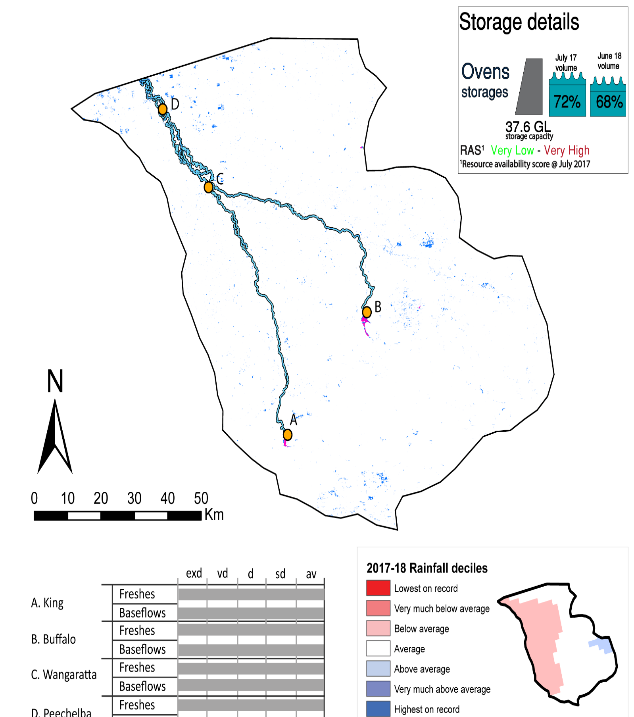 Storage details
Ovens
storages
July 17
volume
June 18
volume
72%
68%
37.6 GL
storage capacity
RAS¹ Very Low - Very High
¹Resource availability score @ July 2017
D
C
B
A
N
0 10 20 30 40 50
Km
exd vd d sd av
A. King
Freshes
Baseflows
B. Buffalo
Freshes
Baseflows
C. Wangaratta
Freshes
Baseflows
D. Peechelba
Freshes
2017-18 Rainfall deciles
Lowest on record
Very much below average
Below average
Average
Above average
Very much above average
Highest on record